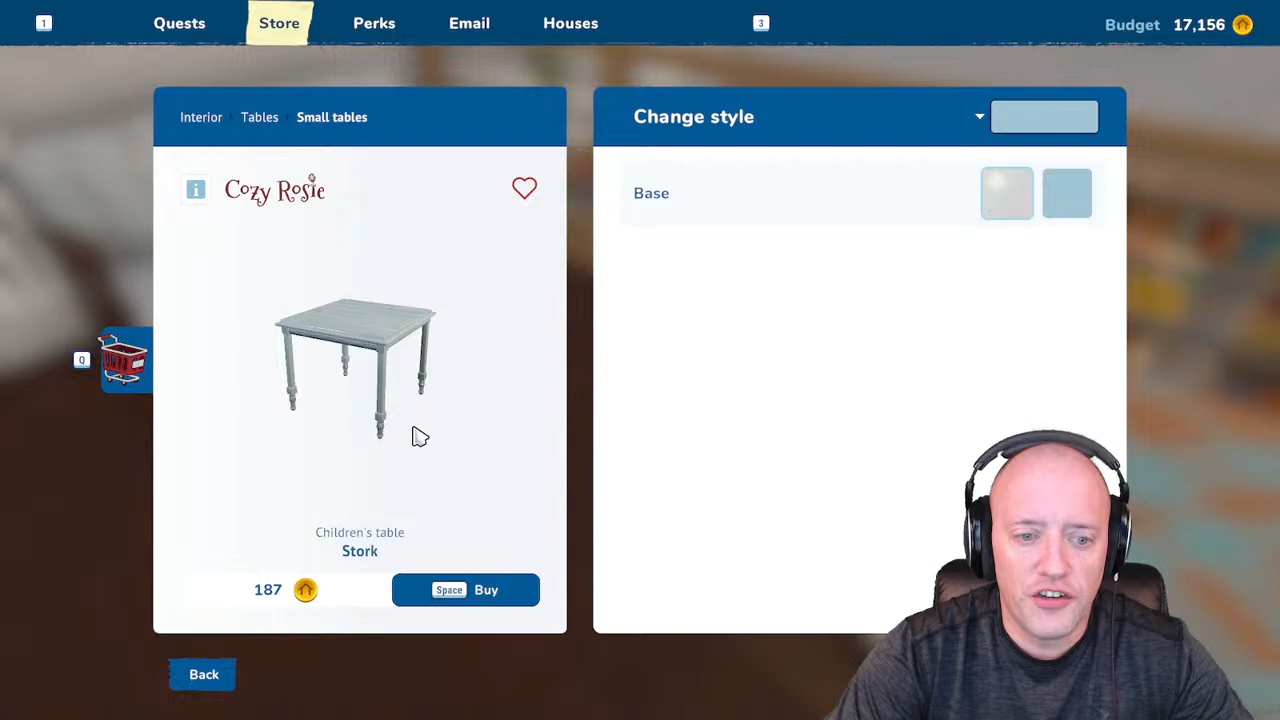 1
Quests
Store
Perks
Email
Houses
3
Budget 17,156
Interior Tables Small tables
i
Cozy Rosie
Q
Children's table
Stork
187
Space Buy
Back
Change style
Base